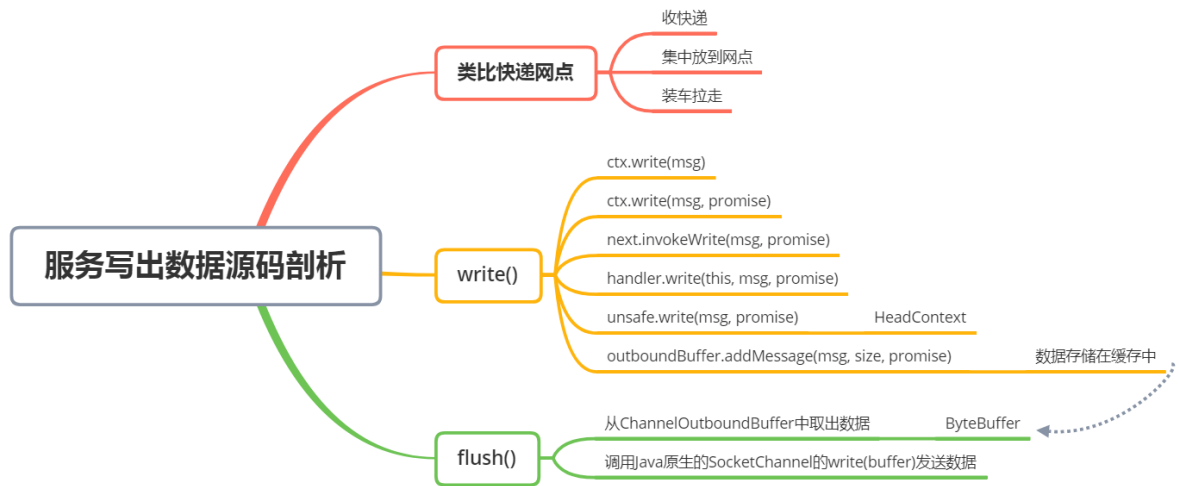 服务写出数据源码剖析
类比快递网点
收快递
集中放到网点
装车拉走
write()
ctx.write(msg)
ctx.write(msg, promise)
next.invokeWrite(msg, promise)
handler.write(this, msg, promise)
unsafe.write(msg, promise)
HeadContext
outboundBuffer.addMessage(msg, size, promise)
数据存储在缓存中
flush()
从ChannelOutboundBuffer中取出数据
ByteBuffer
调用Java原生的SocketChannel的write(buffer)发送数据